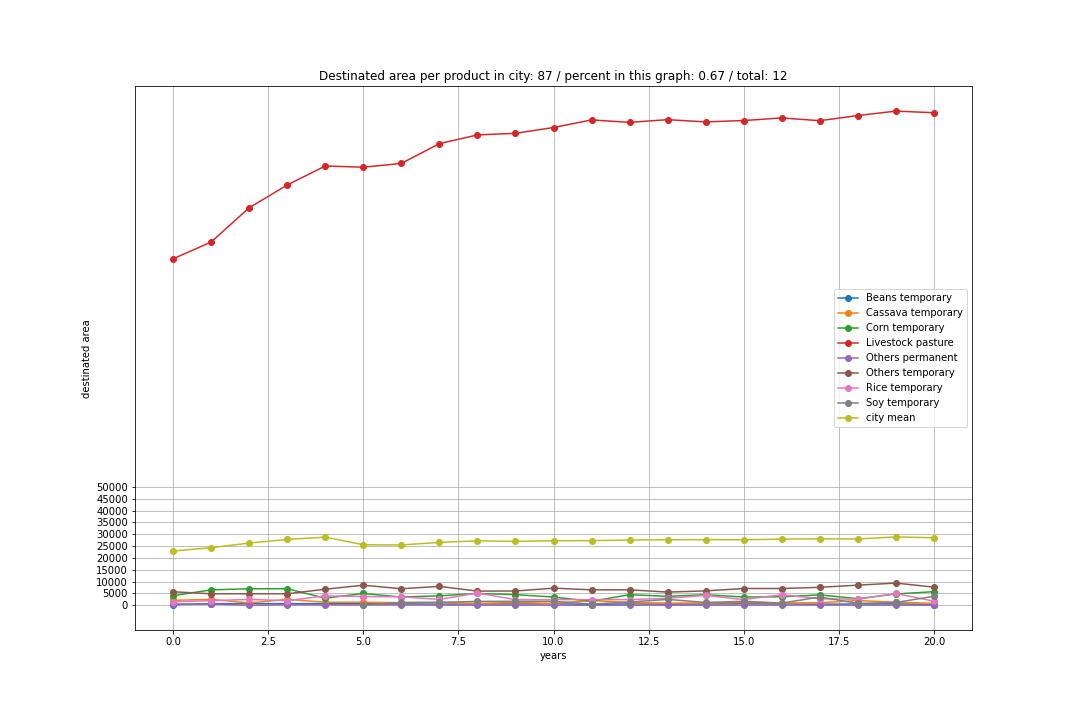 Destinated area per product in city: 87 / percent in this graph: 0.67 / total: 12
destinated area
50000
45000
40000
35000
30000
25000
20000
15000
10000
5000
0
Beans temporary
Cassava temporary
Corn temporary
Livestock pasture
Others permanent
Others temporary
Rice temporary
Soy temporary
city mean
0.0 2.5 5.0 7.5 10.0 12.5 15.0 17.5 20.0
years